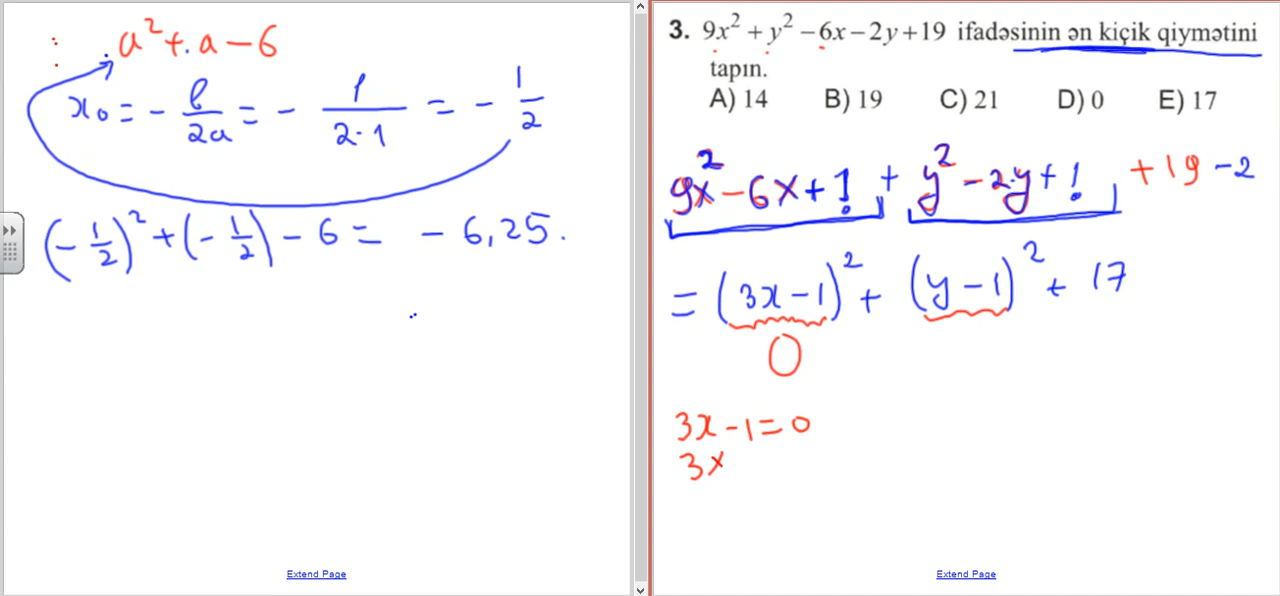 a² + a - 6
x₀ = - b/2a = - 1/(2·1) = - 1/2
(-1/2)² + (-1/2) - 6 = - 6,25.
Extend Page
3. 9x² + y² − 6x − 2y + 19 ifadəsinin ən kiçik qiymətini
tapın.
A) 14 B) 19 C) 21 D) 0 E) 17
9x² - 6x + 1 + y² - 2·y + 1 + 19 - 2
= (3x - 1)² + (y - 1)² + 17
0
3x - 1 = 0
3x
Extend Page